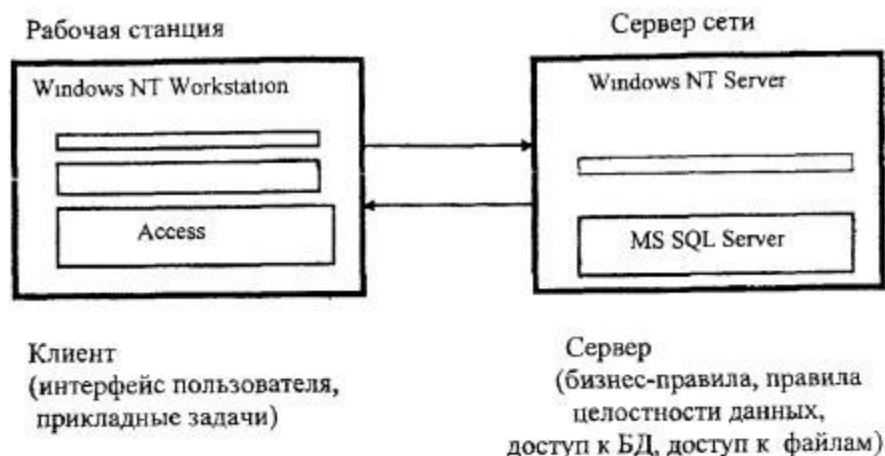 Рабочая станция
Сервер сети
Windows NT Workstation
Windows NT Server
Access
MS SQL Server
Клиент
(интерфейс пользователя,
прикладные задачи)
Сервер
(бизнес-правила, правила
целостности данных,
доступ к БД, доступ к файлам)